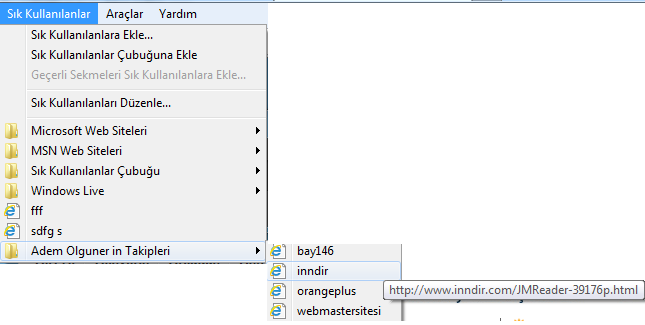 Sık Kullanılanlar Araçlar Yardım
Sık Kullanılanlara Ekle...
Sık Kullanılanlar Çubuğuna Ekle
Geçerli Sekmeleri Sık Kullanılanlara Ekle...
Sık Kullanılanları Düzenle...
Microsoft Web Siteleri
MSN Web Siteleri
Sık Kullanılanlar Çubuğu
Windows Live
fff
sdfg s
Adem Olguner in Takipleri
bay146
inndir
orangeplus
http://www.inndir.com/JMReader-39176p.html
webmastersitesi